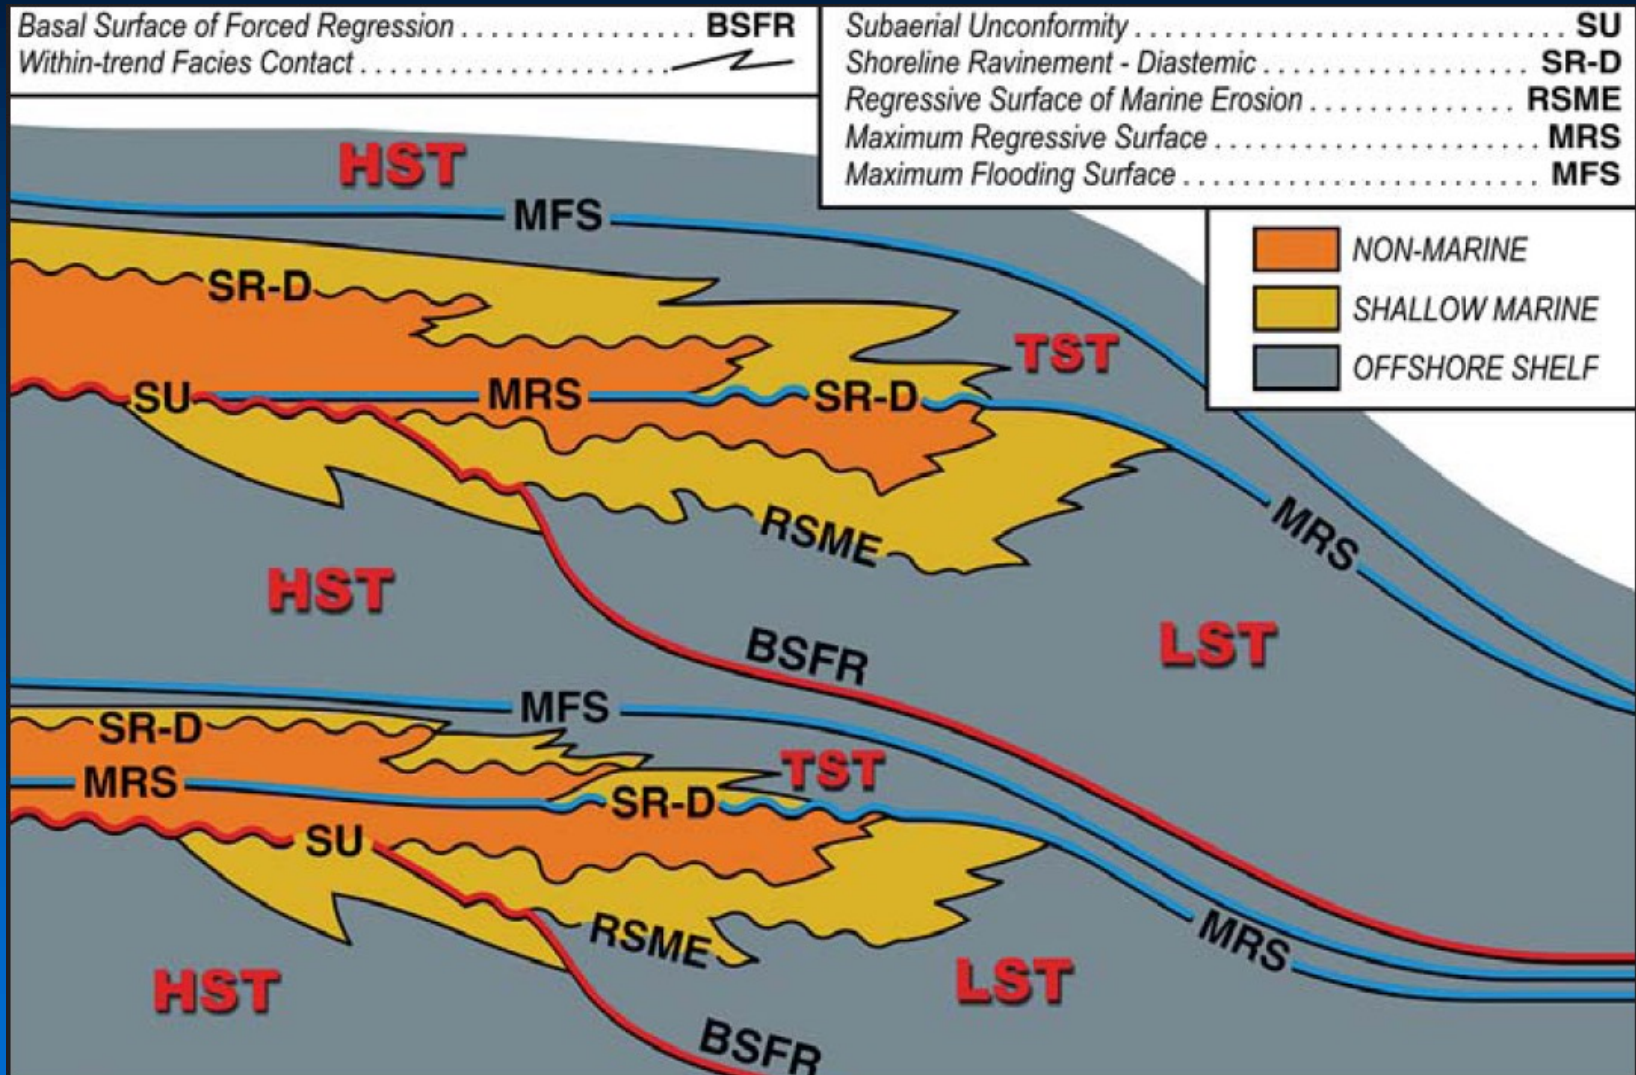 Basal Surface of Forced Regression ................ BSFR
Within-trend Facies Contact .....................
Subaerial Unconformity ............................. SU
Shoreline Ravinement - Diastemic .................. SR-D
Regressive Surface of Marine Erosion .............. RSME
Maximum Regressive Surface ....................... MRS
Maximum Flooding Surface ......................... MFS
NON-MARINE
SHALLOW MARINE
OFFSHORE SHELF
HST
MFS
SR-D
TST
SU
MRS
SR-D
MRS
RSME
HST
LST
BSFR
MFS
SR-D
TST
MRS
SR-D
SU
RSME
MRS
HST
LST
BSFR